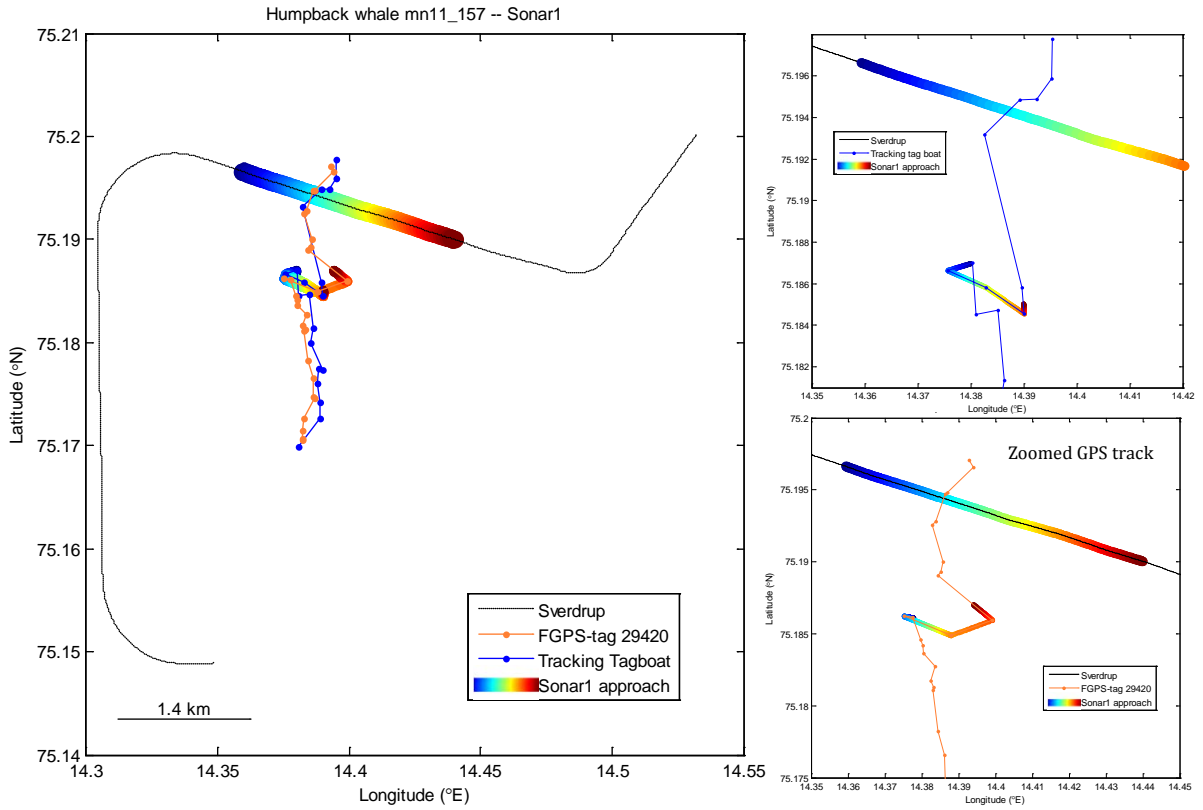 Humpback whale mn11_157 -- Sonar1
75.21
75.2
75.19
75.18
75.17
75.16
75.15
75.14
Latitude (°N)
14.3 14.35 14.4 14.45 14.5 14.55
Longitude (°E)
Sverdrup
FGPS-tag 29420
Tracking Tagboat
Sonar1 approach
1.4 km
75.196
75.194
75.192
75.19
75.188
75.186
75.184
75.182
Latitude (°N)
14.35 14.36 14.37 14.38 14.39 14.4 14.41 14.42
Longitude (°E)
Sverdrup
Tracking tag boat
Sonar1 approach
Zoomed GPS track
75.2
75.195
75.19
75.185
75.18
75.175
Latitude (°N)
14.35 14.36 14.37 14.38 14.39 14.4 14.41 14.42 14.43 14.44 14.45
Longitude (°E)
Sverdrup
FGPS-tag 29420
Sonar1 approach